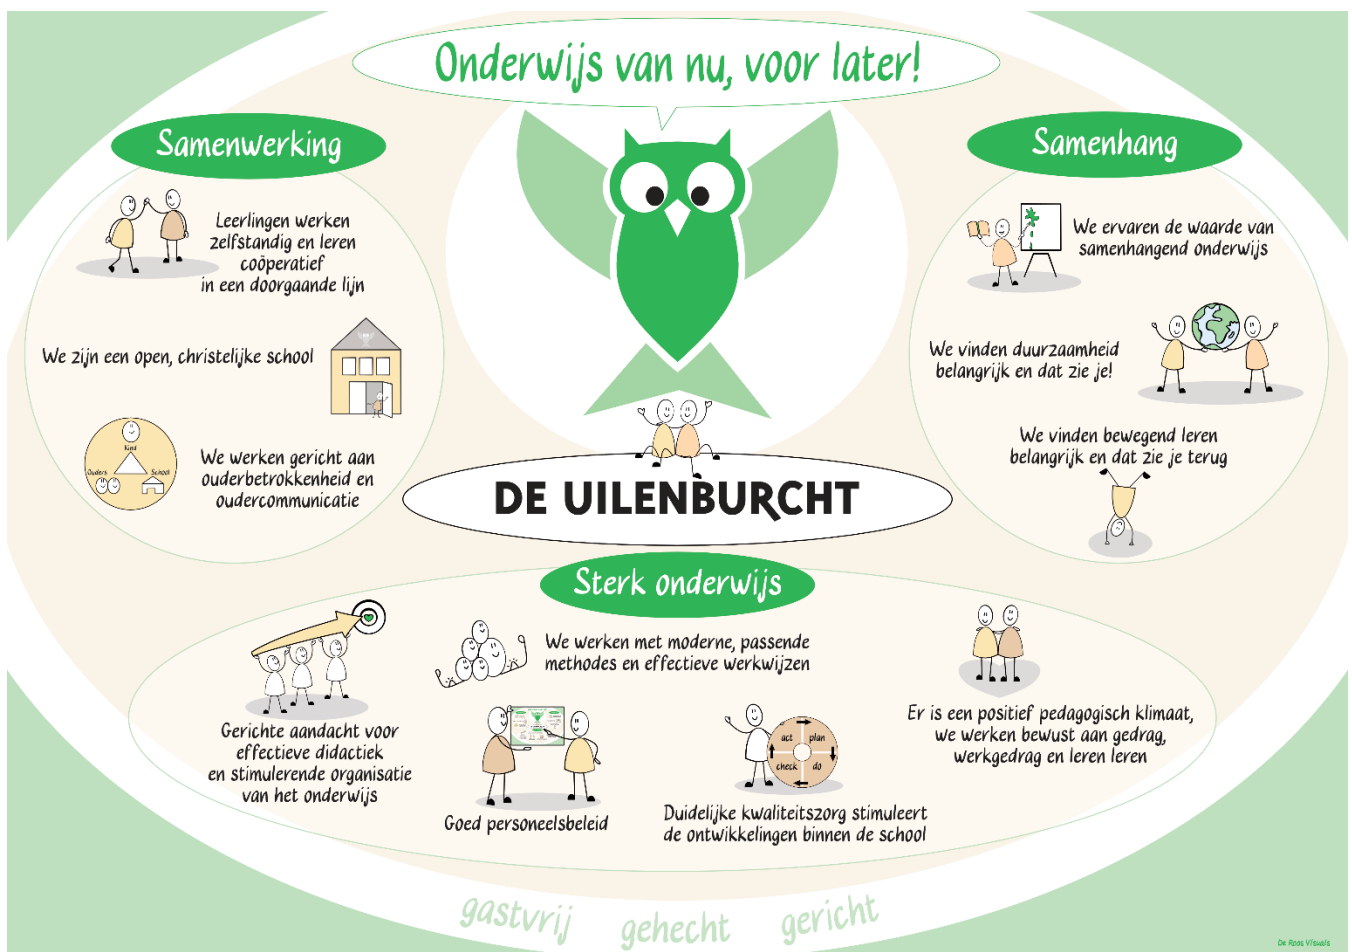 Onderwijs van nu, voor later!
Samenwerking
Leerlingen werken
zelfstandig en leren
coöperatief
in een doorgaande lijn
We zijn een open, christelijke school
Kind
Ouders
School
We werken gericht aan
ouderbetrokkenheid en
oudercommunicatie
Samenhang
We ervaren de waarde van
samenhangend onderwijs
We vinden duurzaamheid
belangrijk en dat zie je!
We vinden bewegend leren
belangrijk en dat zie je terug
DE UILENBURCHT
Sterk onderwijs
Gerichte aandacht voor
effectieve didactiek
en stimulerende organisatie
van het onderwijs
We werken met moderne, passende
methodes en effectieve werkwijzen
Goed personeelsbeleid
act
plan
check
do
Duidelijke kwaliteitszorg stimuleert
de ontwikkelingen binnen de school
Er is een positief pedagogisch klimaat,
we werken bewust aan gedrag,
werkgedrag en leren leren
gastvrij gehecht gericht
De Roos Visuals